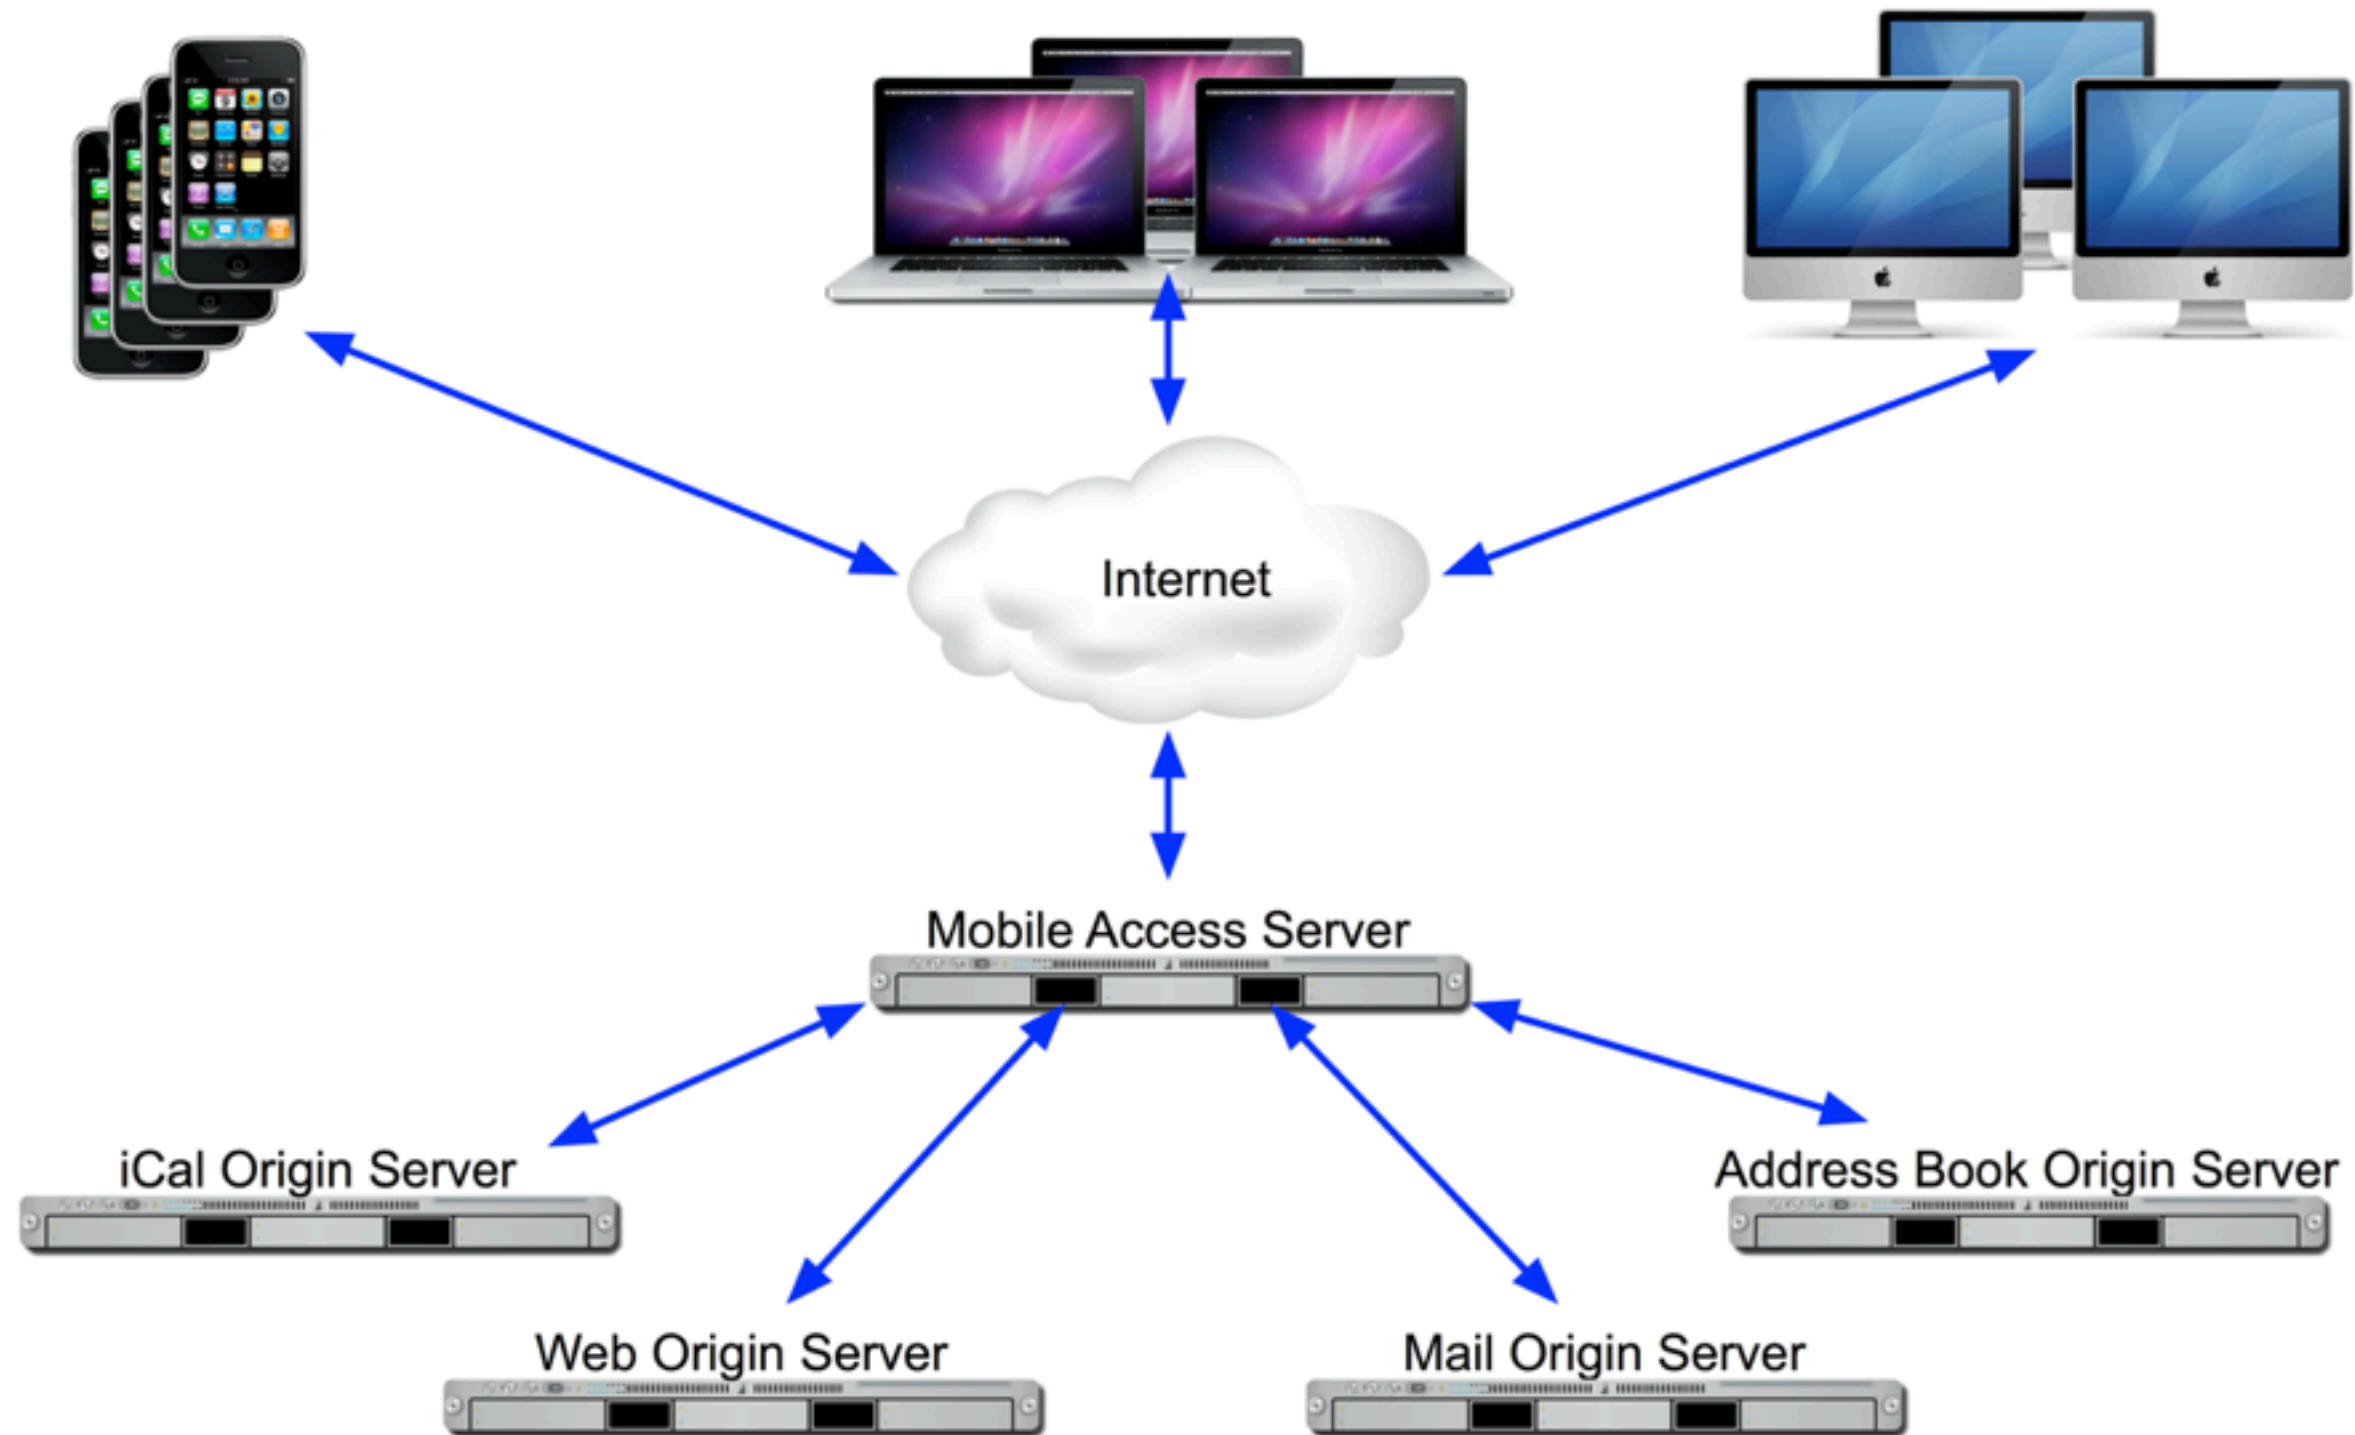 Internet
Mobile Access Server
iCal Origin Server
Address Book Origin Server
Web Origin Server
Mail Origin Server